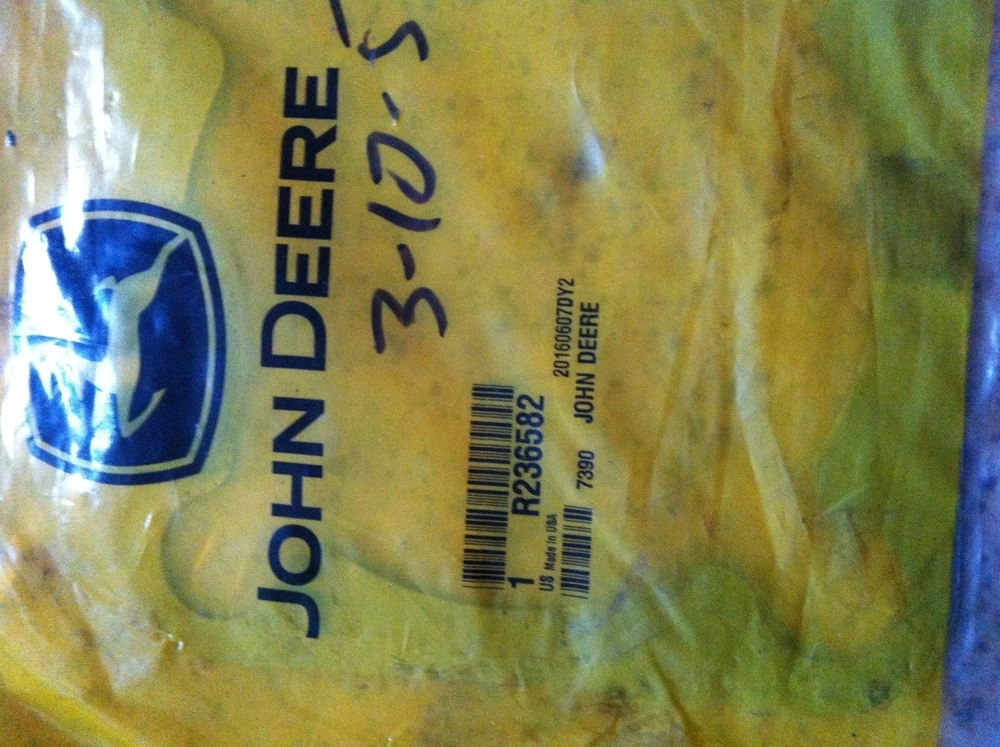 JOHN DEERE
3-10-5
1 R236582
US Made In USA 20160607DY2
7390 JOHN DEERE